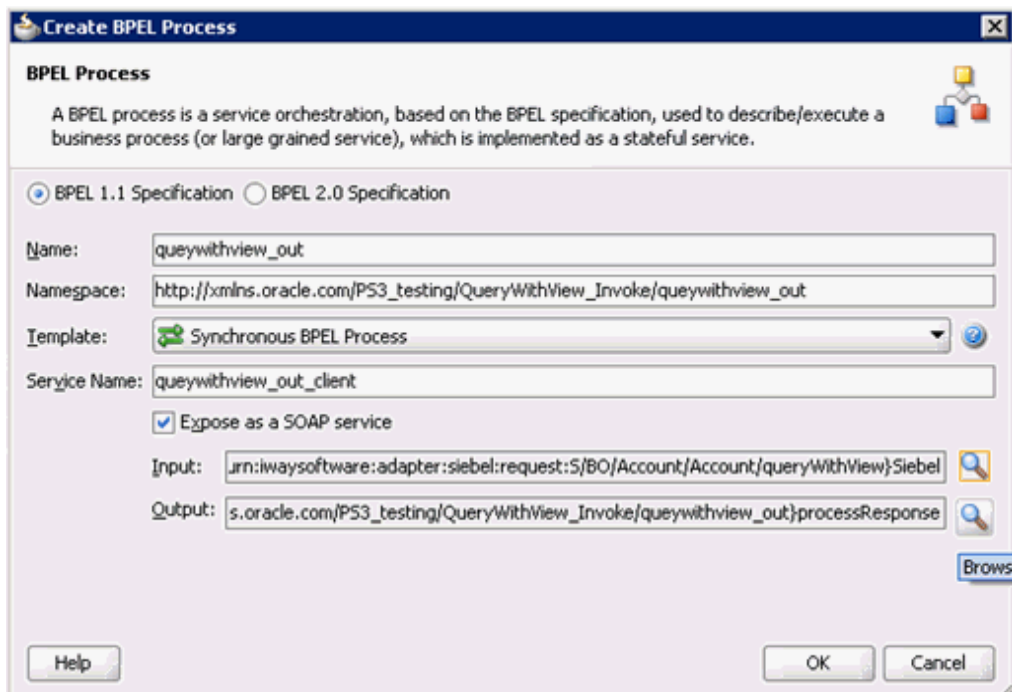 Create BPEL Process
BPEL Process
A BPEL process is a service orchestration, based on the BPEL specification, used to describe/execute a
business process (or large grained service), which is implemented as a stateful service.
BPEL 1.1 Specification BPEL 2.0 Specification
Name: queywithview_out
Namespace: http://xmlns.oracle.com/PS3_testing/QueryWithView_Invoke/queywithview_out
Template: Synchronous BPEL Process
Service Name: queywithview_out_client
Expose as a SOAP service
Input: urn:iwaysoftware:adapter:siebel:request:S/BO/Account/Account/queryWithView}Siebel
Output: s.oracle.com/PS3_testing/QueryWithView_Invoke/queywithview_out}processResponse
Brows
Help OK Cancel